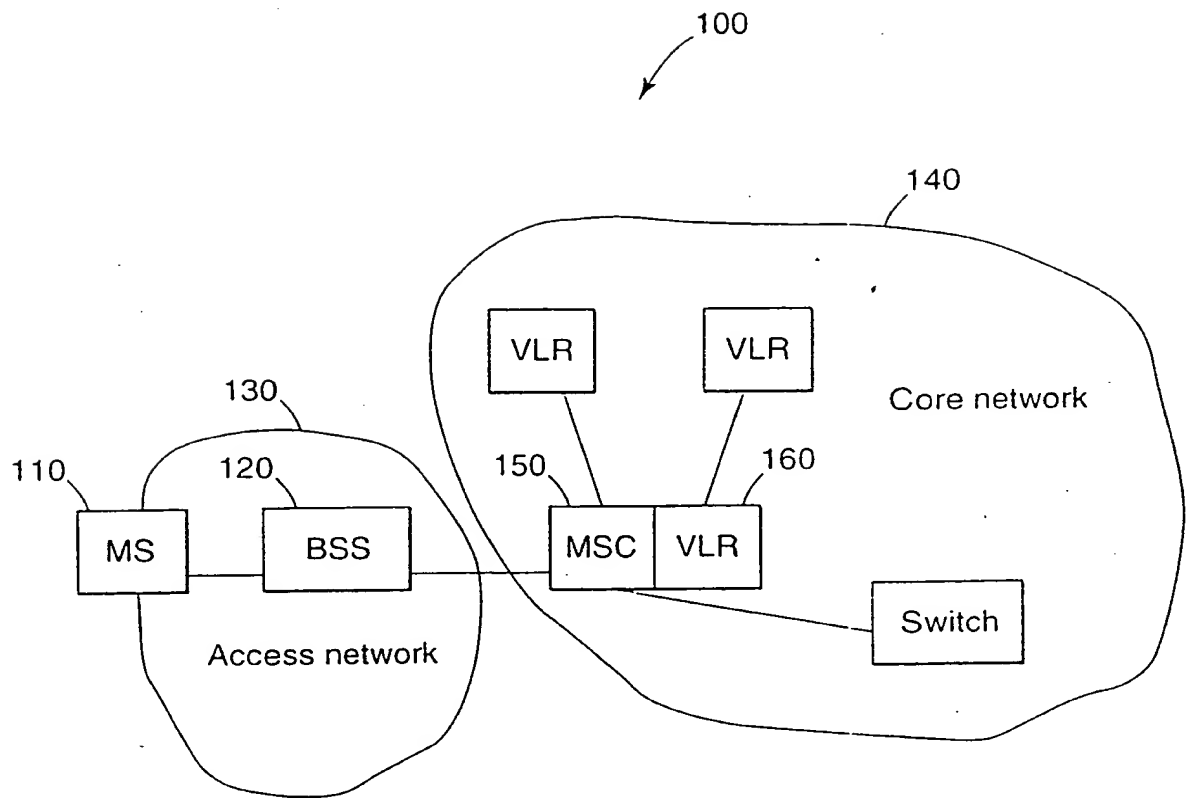 100
140
VLR
VLR
Core network
130
110
120
150
160
MS
BSS
MSC
VLR
Switch
Access network